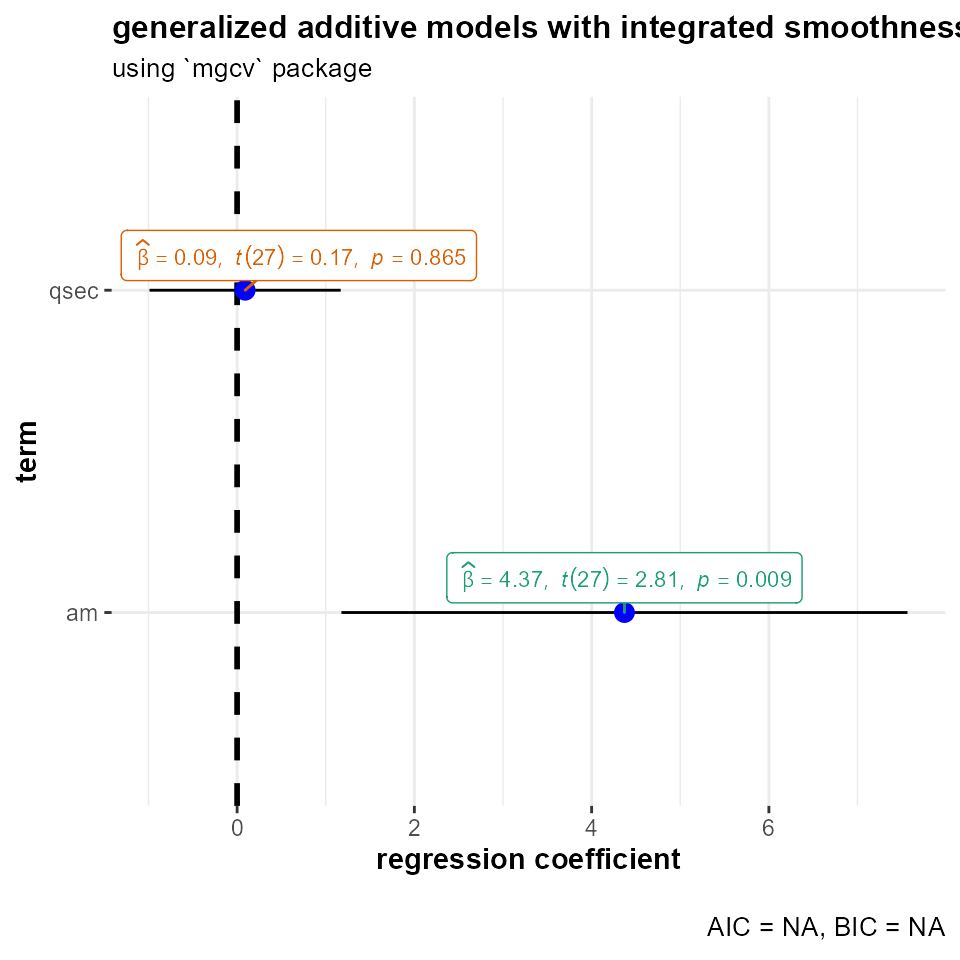 generalized additive models with integrated smoothness
using `mgcv` package
β̂ = 0.09, t(27) = 0.17, p = 0.865
qsec
term
β̂ = 4.37, t(27) = 2.81, p = 0.009
am
0 2 4 6
regression coefficient
AIC = NA, BIC = NA